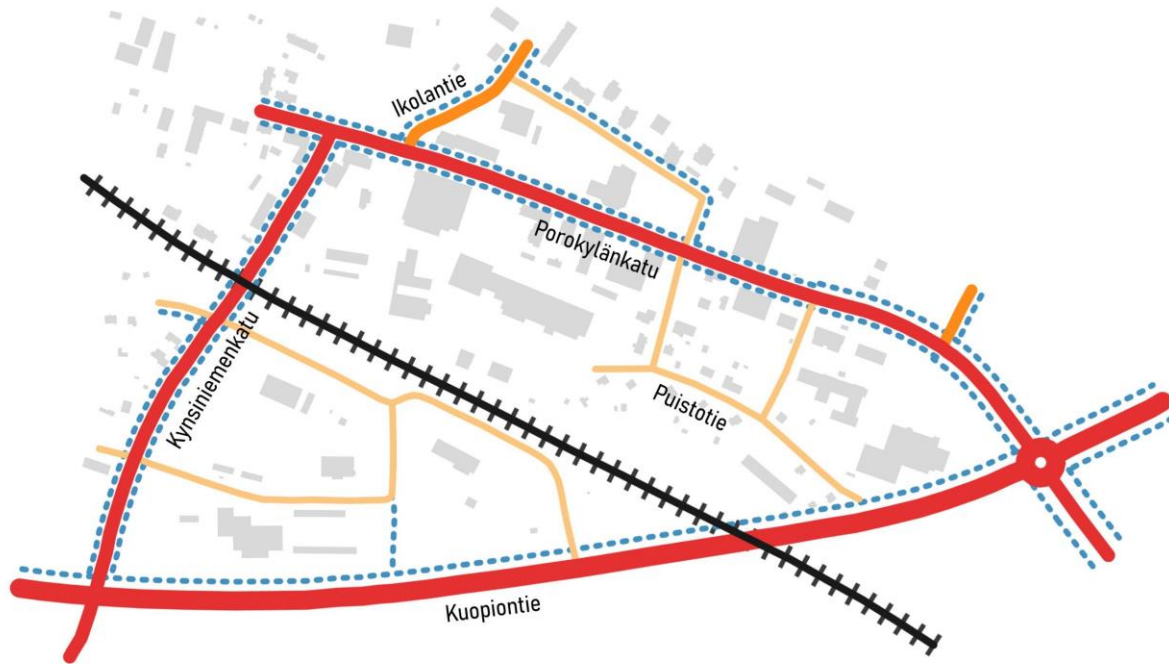 Ikolantie
Porokylänkatu
Kynsiniemenkatu
Puistotie
Kuopiontie